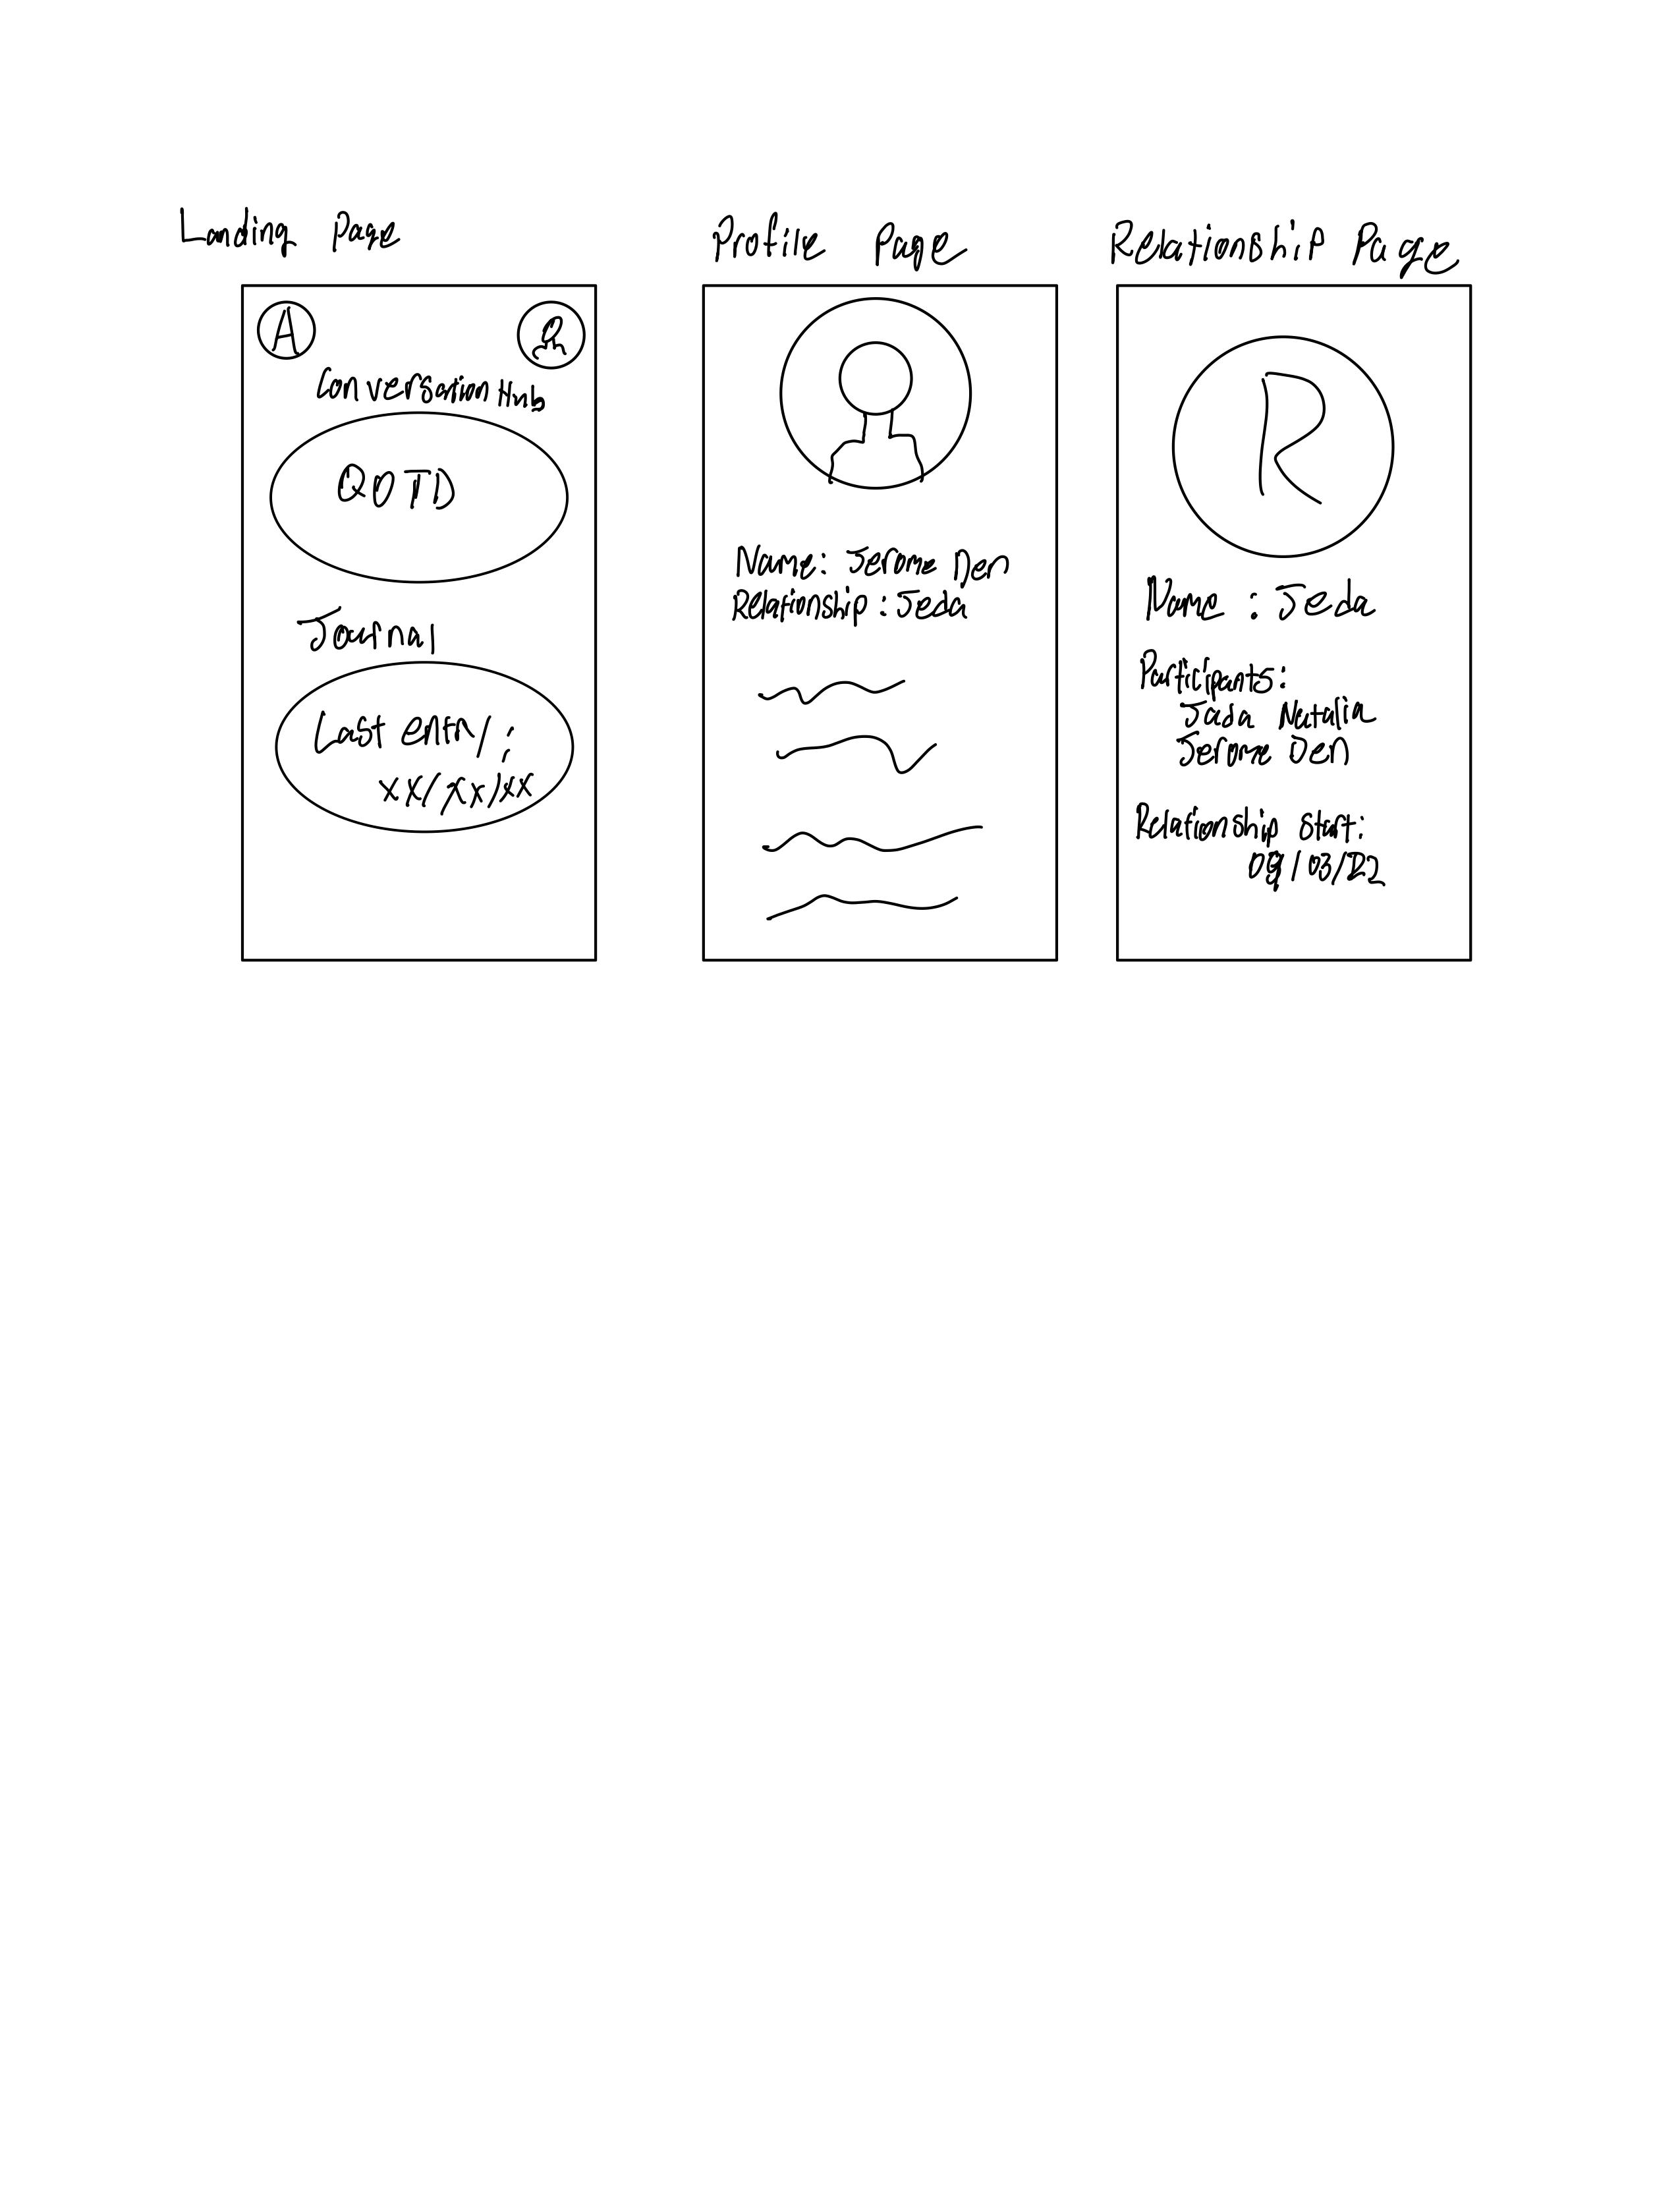 Landing Page
A
Conversation Hub
QOTD
Journal
Last entry:
xx/xx/xx
Profile Page
Name: Jerome Den
Relationship: Jeda
Relationship Page
R
Name: Jeda
Participants:
Jada Natalia
Jerome Den
Relationship start:
09/03/22